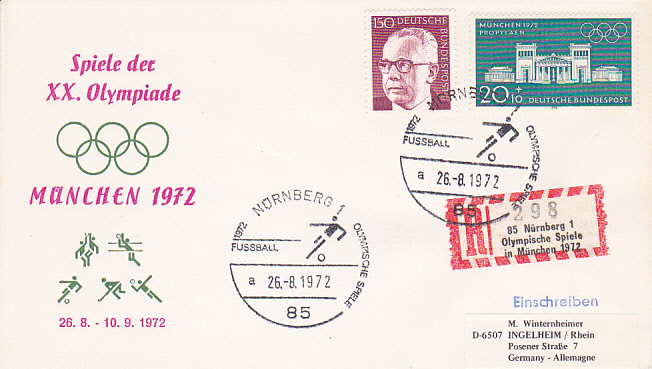 Spiele der
XX. Olympiade
MÜNCHEN 1972
26. 8. - 10. 9. 1972
150 DEUTSCHE
BUNDESPOST
MÜNCHEN 1972
PROPYLÄEN
20+10 DEUTSCHE BUNDESPOST
NÜRNBERG 1
1972
FUSSBALL
OLYMPISCHE SPIELE
a 26.-8.1972
85
NÜRNBERG 1
1972
FUSSBALL
OLYMPISCHE SPIELE
a 26.-8.1972
85
R
298
85 Nürnberg 1
Olympische Spiele
in München 1972
Einschreiben
M. Winternheimer
D-6507 INGELHEIM / Rhein
Posener Straße 7
Germany - Allemagne